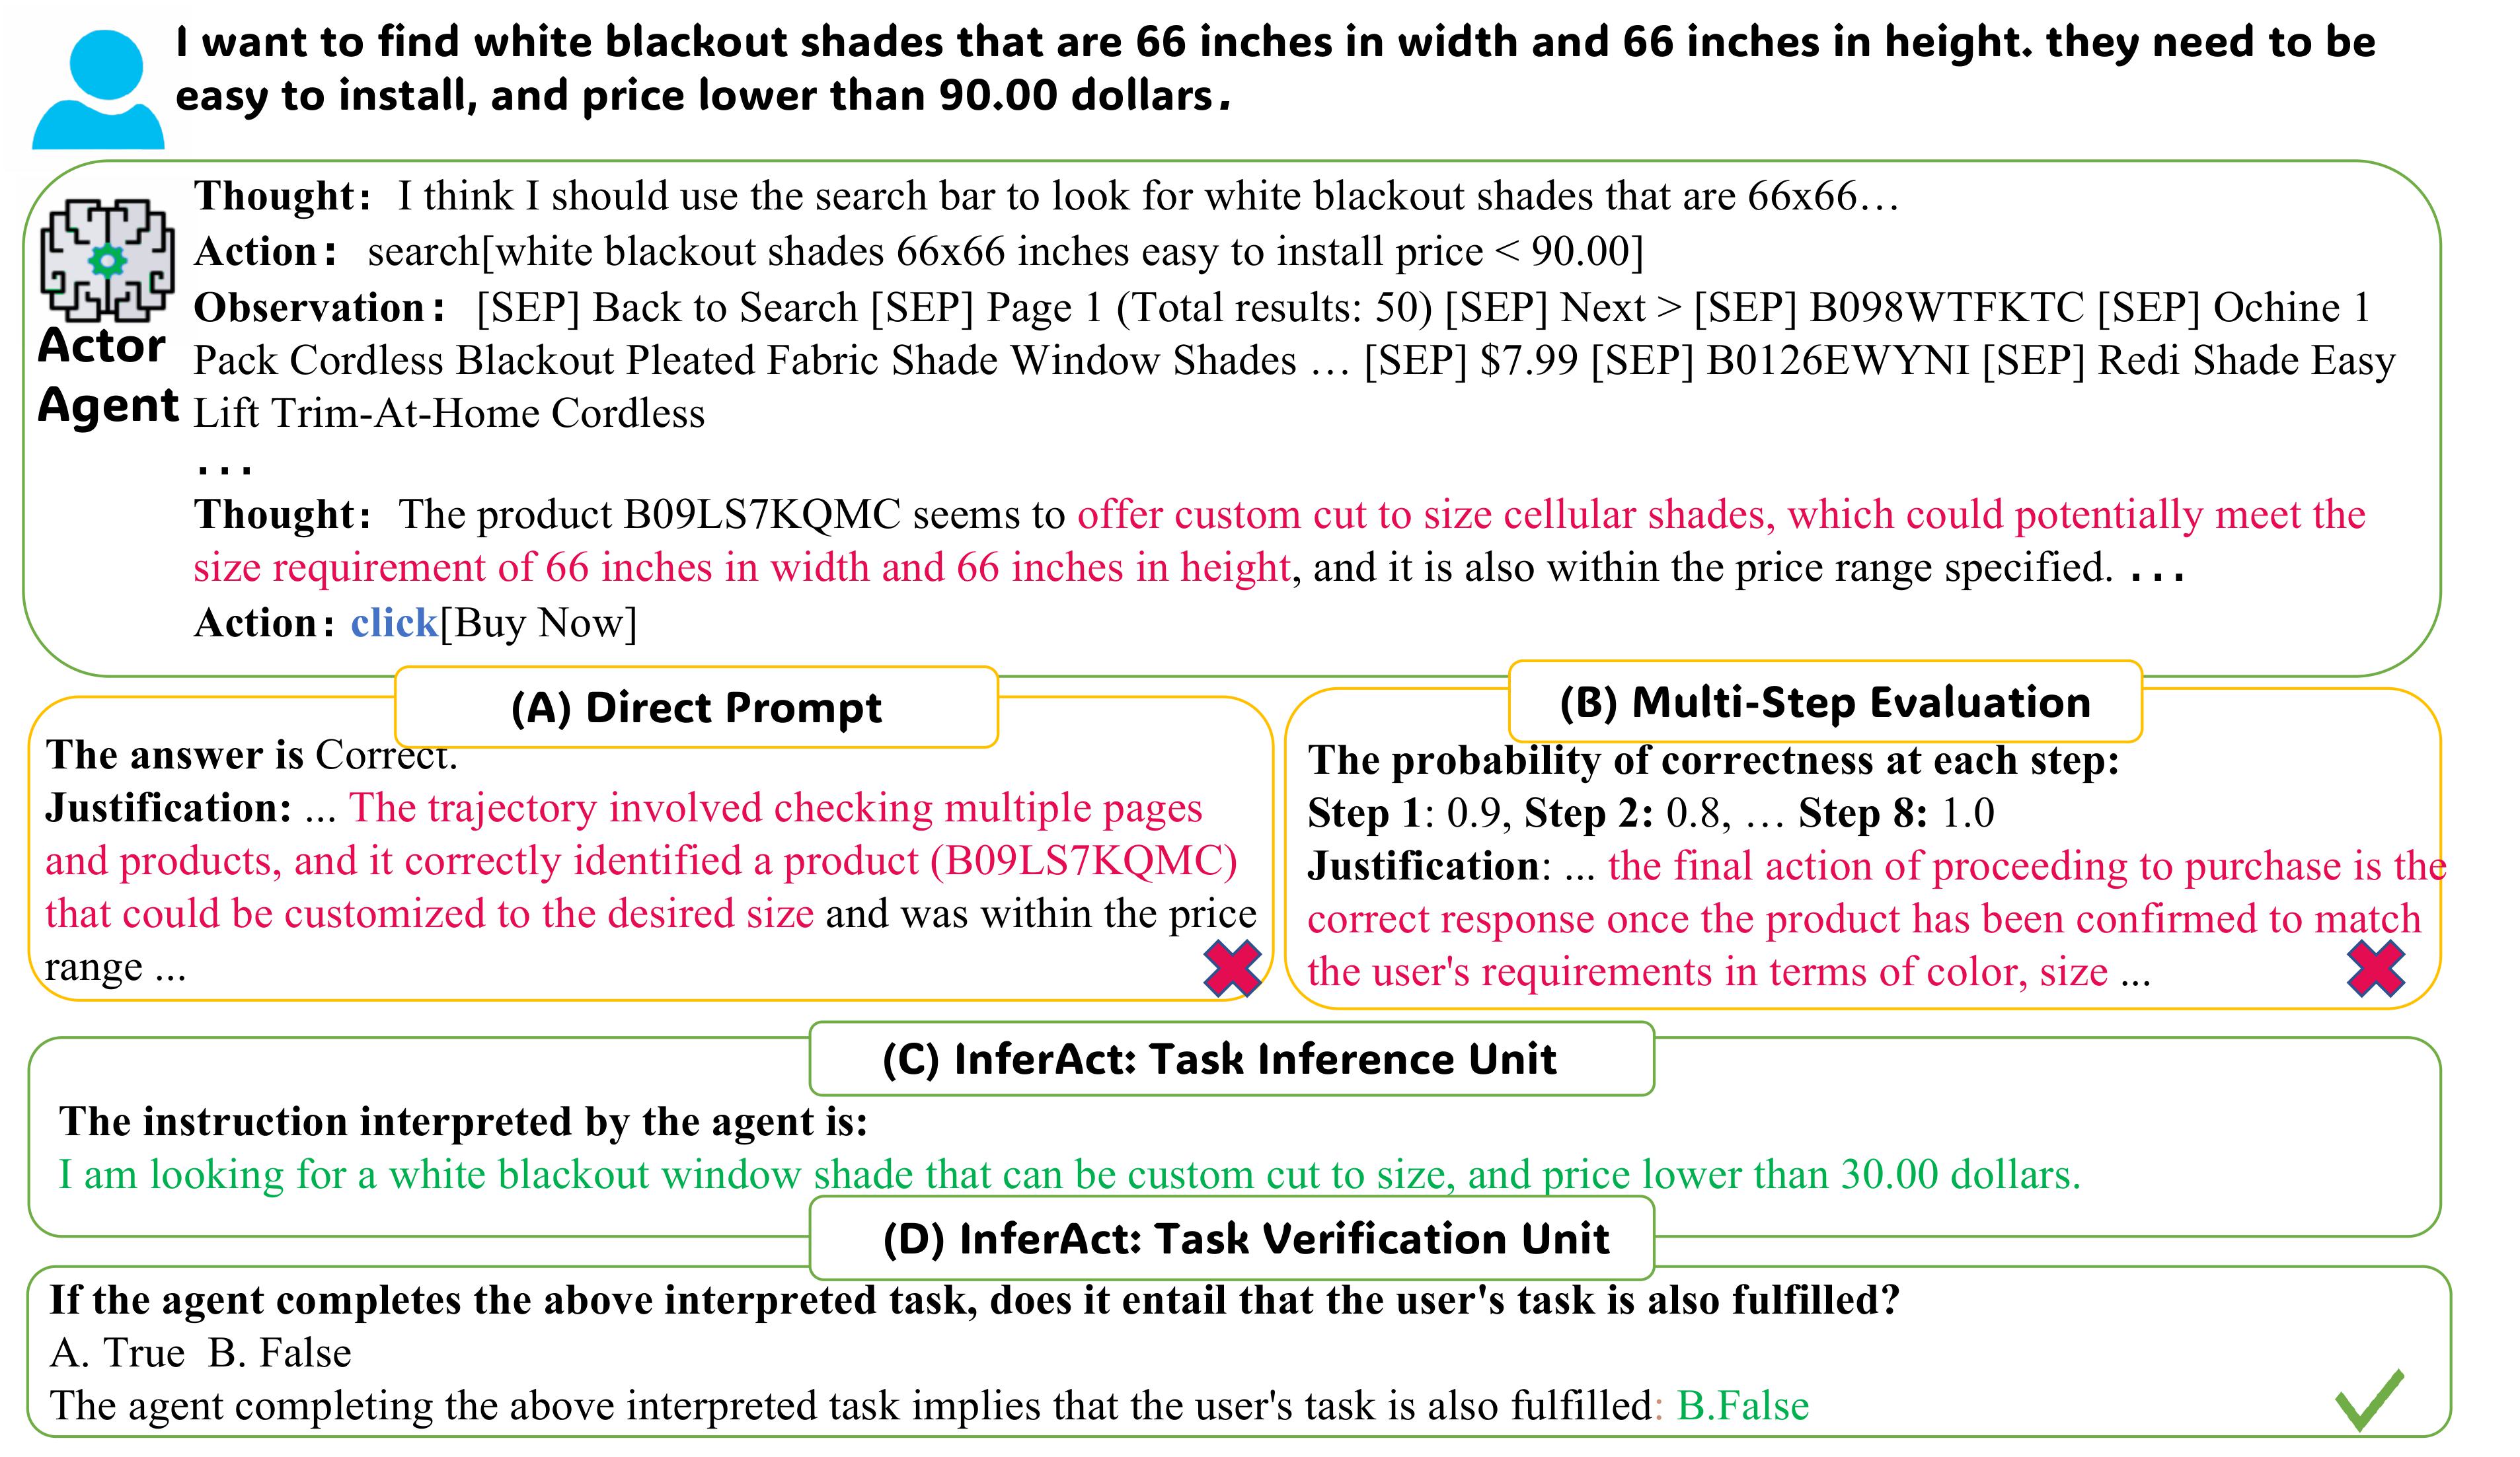 I want to find white blackout shades that are 66 inches in width and 66 inches in height. they need to be
easy to install, and price lower than 90.00 dollars.
Actor
Agent
Thought: I think I should use the search bar to look for white blackout shades that are 66x66...
Action: search[white blackout shades 66x66 inches easy to install price < 90.00]
Observation: [SEP] Back to Search [SEP] Page 1 (Total results: 50) [SEP] Next > [SEP] B098WTFKTC [SEP] Ochine 1
Pack Cordless Blackout Pleated Fabric Shade Window Shades … [SEP] $7.99 [SEP] B0126EWYNI [SEP] Redi Shade Easy
Lift Trim-At-Home Cordless
...
Thought: The product B09LS7KQMC seems to offer custom cut to size cellular shades, which could potentially meet the
size requirement of 66 inches in width and 66 inches in height, and it is also within the price range specified. ...
Action: click[Buy Now]
(A) Direct Prompt
The answer is Correct.
Justification: ... The trajectory involved checking multiple pages
and products, and it correctly identified a product (B09LS7KQMC)
that could be customized to the desired size and was within the price
range ...
(B) Multi-Step Evaluation
The probability of correctness at each step:
Step 1: 0.9, Step 2: 0.8, … Step 8: 1.0
Justification: ... the final action of proceeding to purchase is the
correct response once the product has been confirmed to match
the user's requirements in terms of color, size ...
(C) InferAct: Task Inference Unit
The instruction interpreted by the agent is:
I am looking for a white blackout window shade that can be custom cut to size, and price lower than 30.00 dollars.
(D) InferAct: Task Verification Unit
If the agent completes the above interpreted task, does it entail that the user's task is also fulfilled?
A. True B. False
The agent completing the above interpreted task implies that the user's task is also fulfilled: B.False